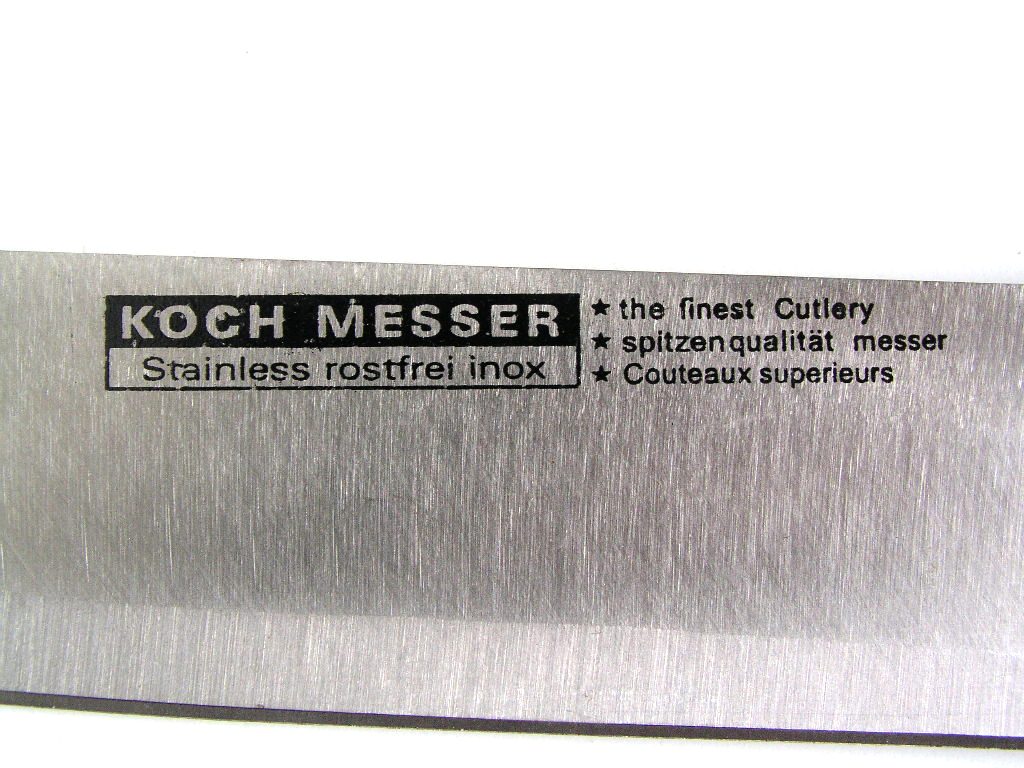 KOCH MESSER
Stainless rostfrei inox
★ the finest Cutlery
★ spitzenqualität messer
★ Couteaux superieurs